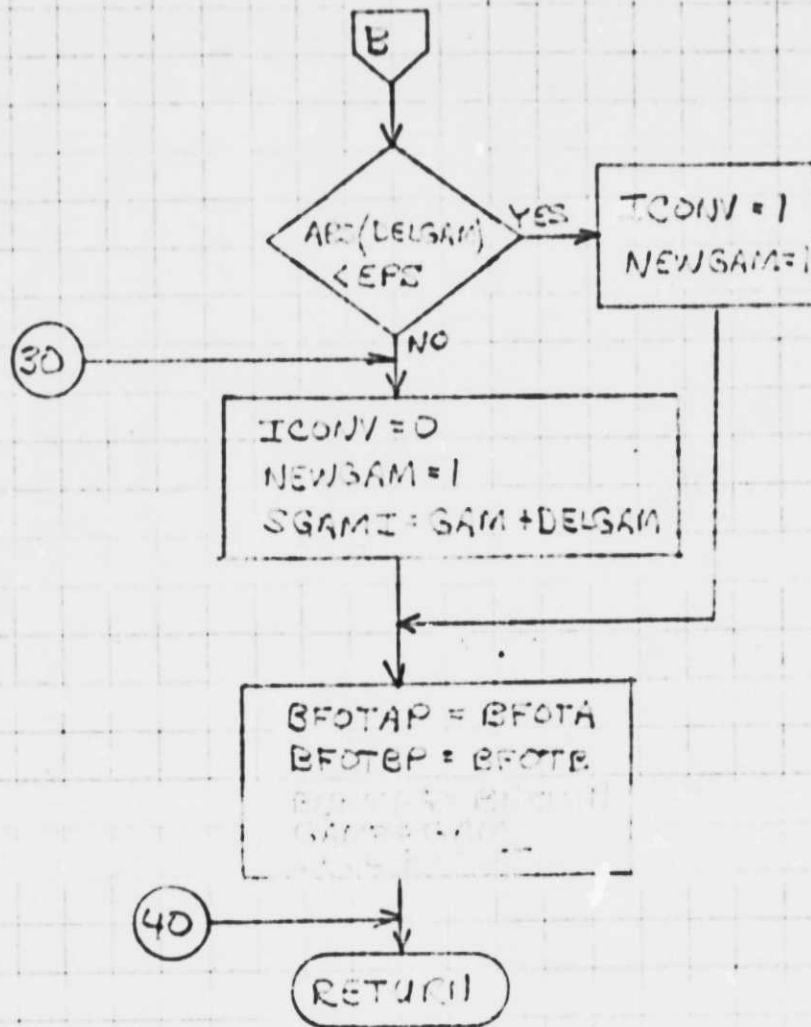 B
ABS(DELGAM)
< EPS
YES
ICONV = 1
NEWGAM=1
NO
30
ICONV = 0
NEWGAM = 1
SGAMI = GAM + DELGAM
BFOTAP = BFOTA
BFOTBP = BFOTB
40
RETURN